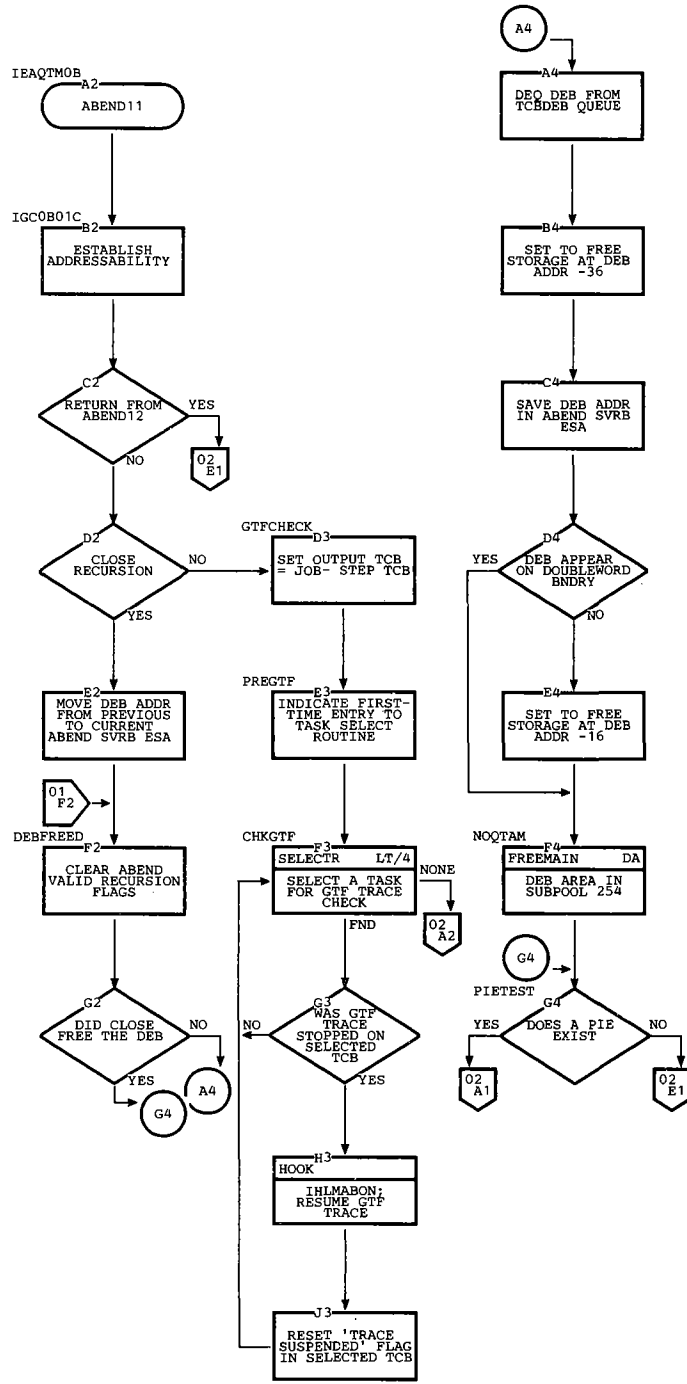 IEAQTM0B
A2
ABEND11
IGC0B01C
B2
ESTABLISH
ADDRESSABILITY
C2
RETURN FROM
ABEND12
YES
NO
02
E1
D2
CLOSE
RECURSION
NO
YES
E2
MOVE DEB ADDR
FROM PREVIOUS
TO CURRENT
ABEND SVRB ESA
01
F2
DEBFREED
F2
CLEAR ABEND
VALID RECURSION
FLAGS
G2
DID CLOSE
FREE THE DEB
NO
YES
G4
A4
GTFCHECK
D3
SET OUTPUT TCB
= JOB- STEP TCB
PREGTF
E3
INDICATE FIRST-
TIME ENTRY TO
TASK SELECT
ROUTINE
CHKGTF
F3
SELECTR LT/4
SELECT A TASK
FOR GTF TRACE
CHECK
NONE
02
A2
FND
G3
WAS GTF
TRACE
STOPPED ON
SELECTED
TCB
NO
YES
H3
HOOK
IHLMABON;
RESUME GTF
TRACE
J3
RESET 'TRACE
SUSPENDED' FLAG
IN SELECTED TCB
A4
A4
DEQ DEB FROM
TCBDEB QUEUE
B4
SET TO FREE
STORAGE AT DEB
ADDR -36
C4
SAVE DEB ADDR
IN ABEND SVRB
ESA
D4
DEB APPEAR
ON DOUBLEWORD
BNDRY
YES
NO
E4
SET TO FREE
STORAGE AT DEB
ADDR -16
NOQTAM
F4
FREEMAIN DA
DEB AREA IN
SUBPOOL 254
G4
PIETEST
G4
DOES A PIE
EXIST
YES
NO
02
A1
02
E1